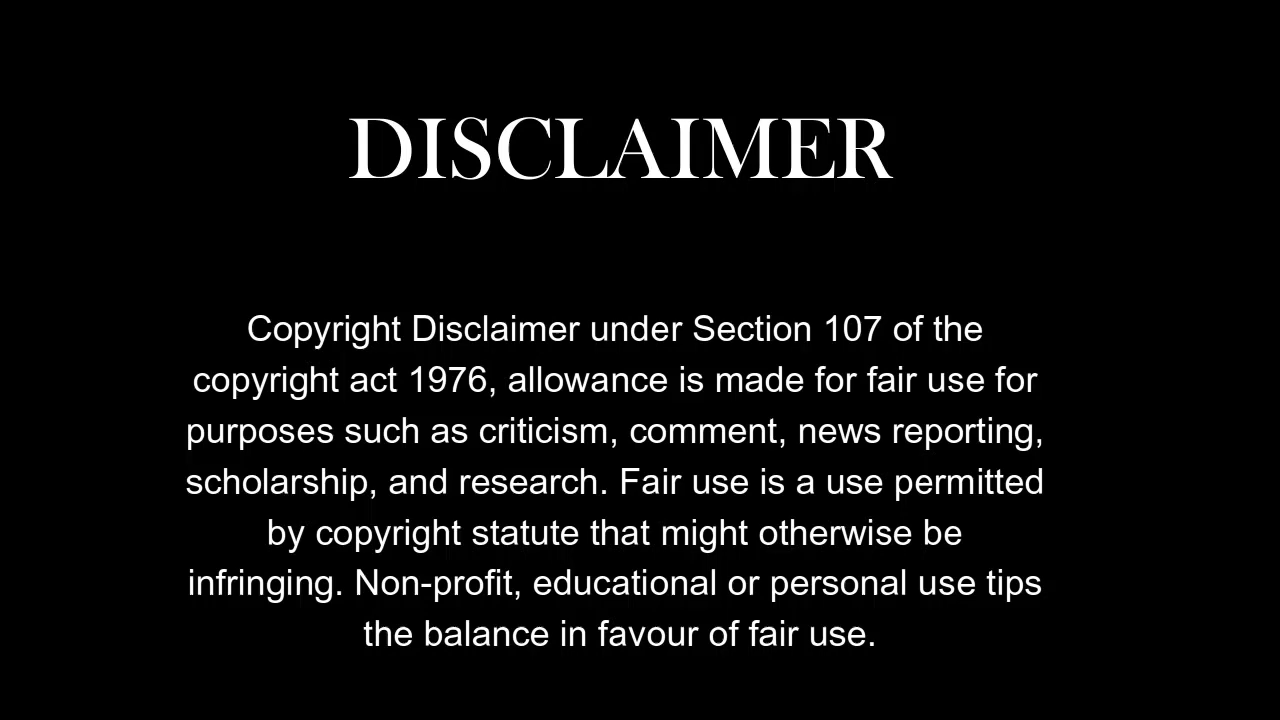 DISCLAIMER
Copyright Disclaimer under Section 107 of the
copyright act 1976, allowance is made for fair use for
purposes such as criticism, comment, news reporting,
scholarship, and research. Fair use is a use permitted
by copyright statute that might otherwise be
infringing. Non-profit, educational or personal use tips
the balance in favour of fair use.